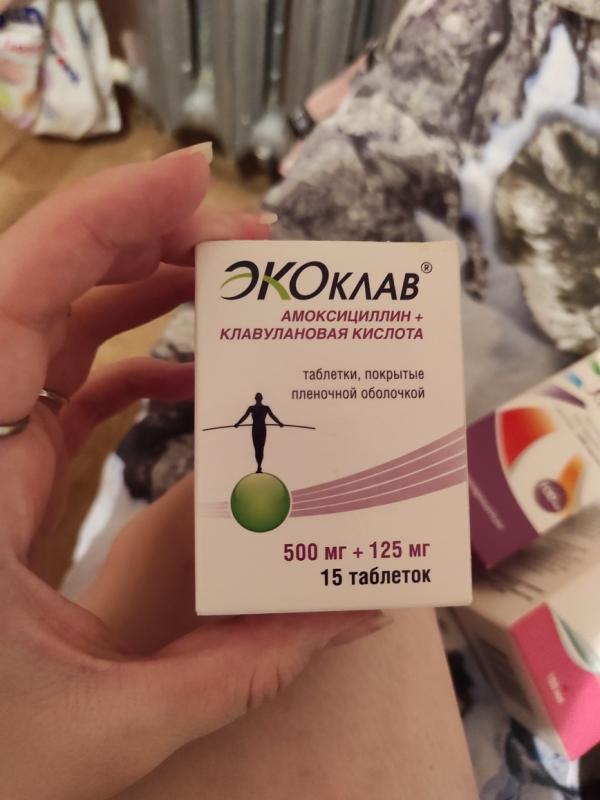 ЭКОКЛАВ®
АМОКСИЦИЛЛИН +
КЛАВУЛАНОВАЯ КИСЛОТА
таблетки, покрытые
пленочной оболочкой
500 мг + 125 мг
15 таблеток